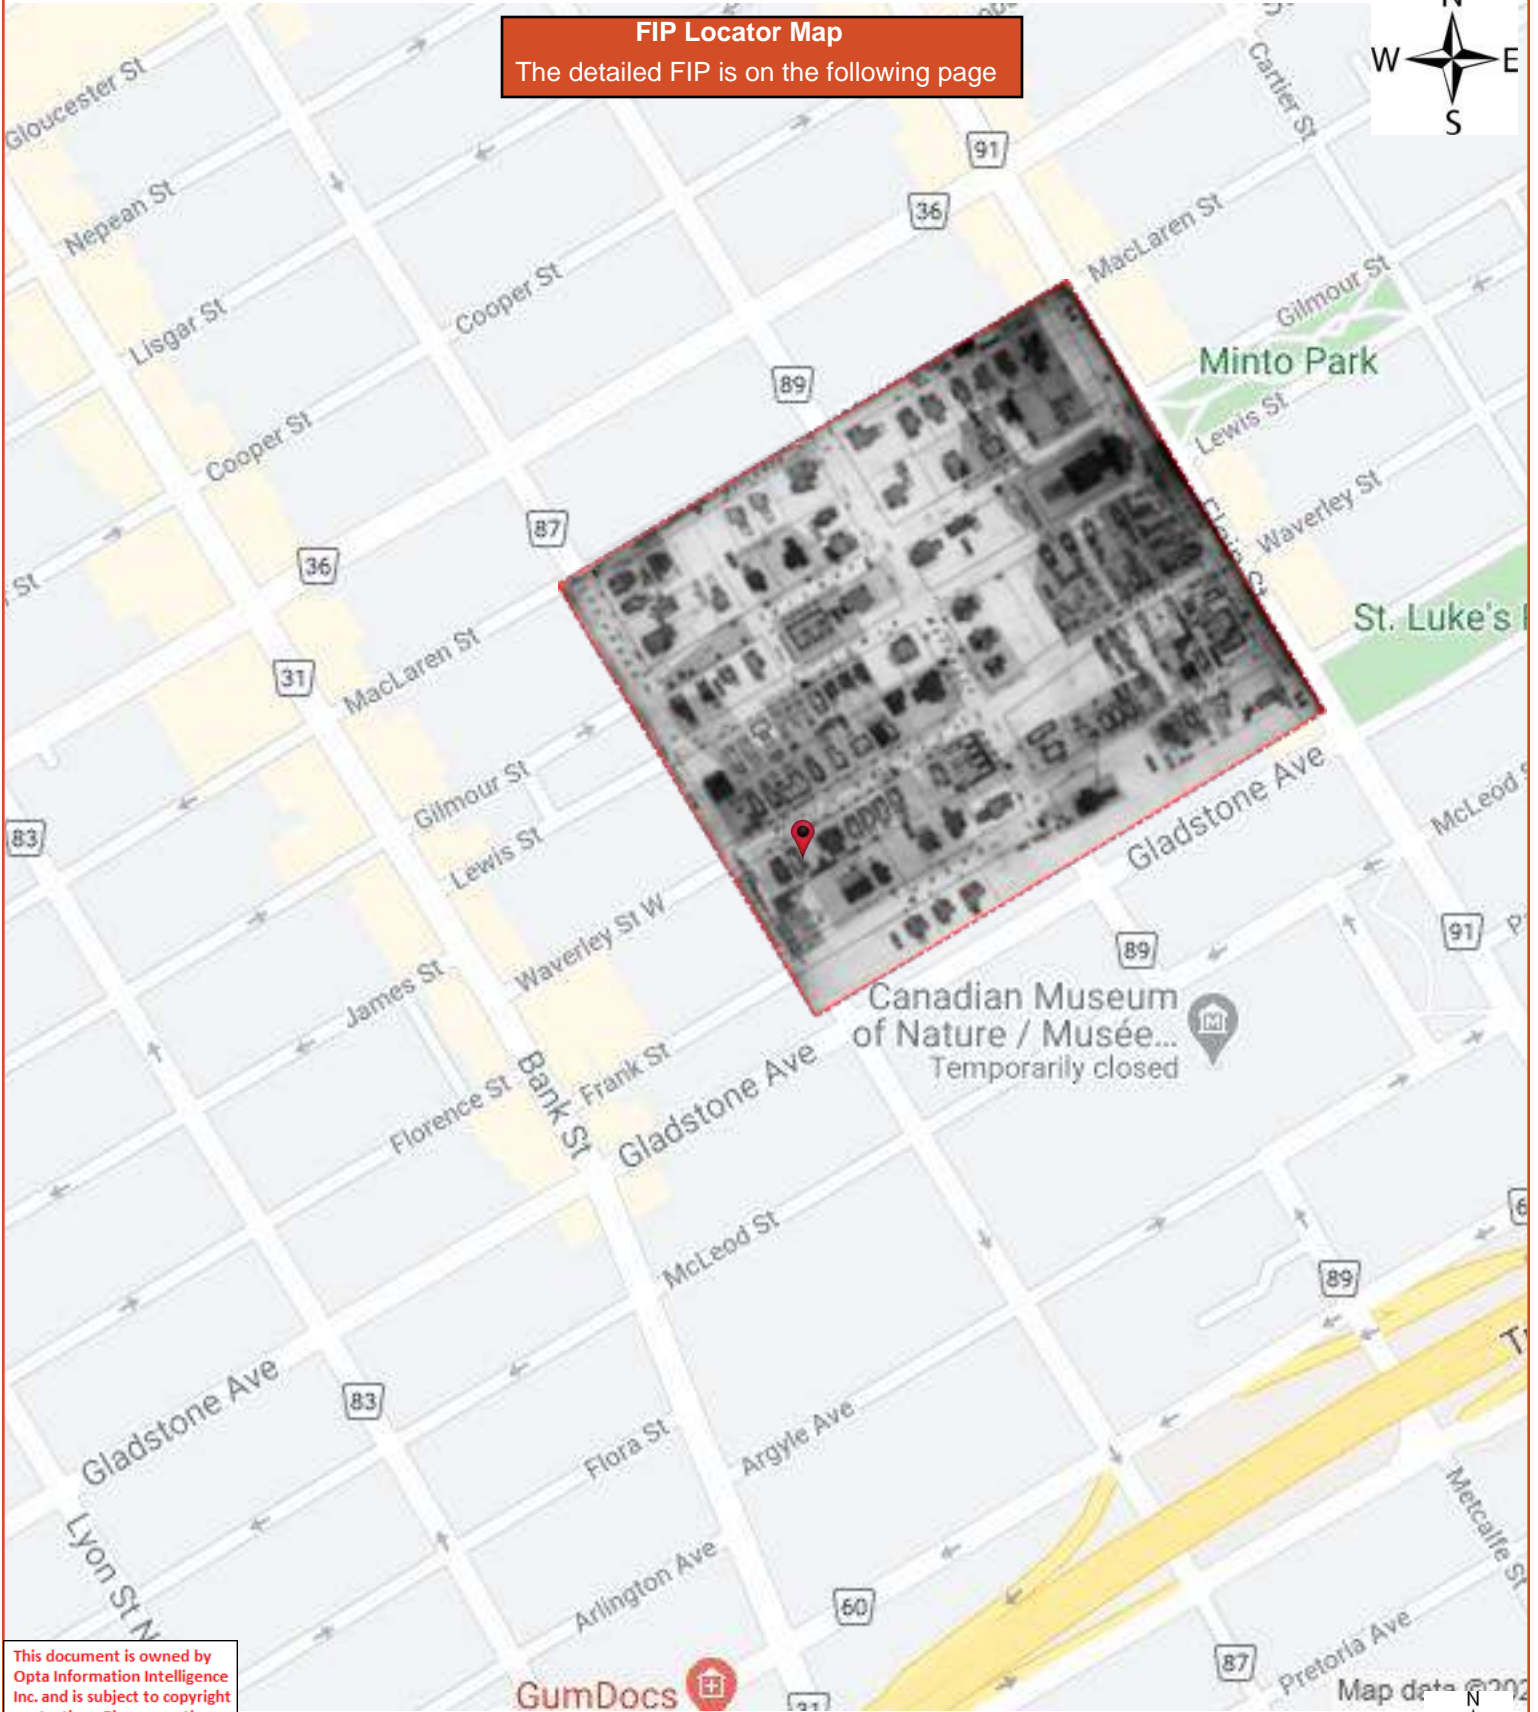 FIP Locator Map
The detailed FIP is on the following page
N
W
E
S
Gloucester St
Cartier St
91
Nepean St
36
MacLaren St
Cooper St
Gilmour St
Lisgar St
Minto Park
89
Lewis St
Cooper St
Waverley St
87
36
St
St. Luke's
MacLaren St
31
Gilmour St
Gladstone Ave
McLeod
83
Lewis St
Waverley St W
91
89
James St
Canadian Museum
of Nature / Musée...
Temporarily closed
Bank St
Frank St
Florence St
Gladstone Ave
McLeod St
89
Gladstone Ave
83
Flora St
Argyle Ave
Metcalfe St
Lyon St N
Arlington Ave
60
Pretoria Ave
87
This document is owned by
Opta Information Intelligence
Inc. and is subject to copyright
GumDocs
31
Map data
N